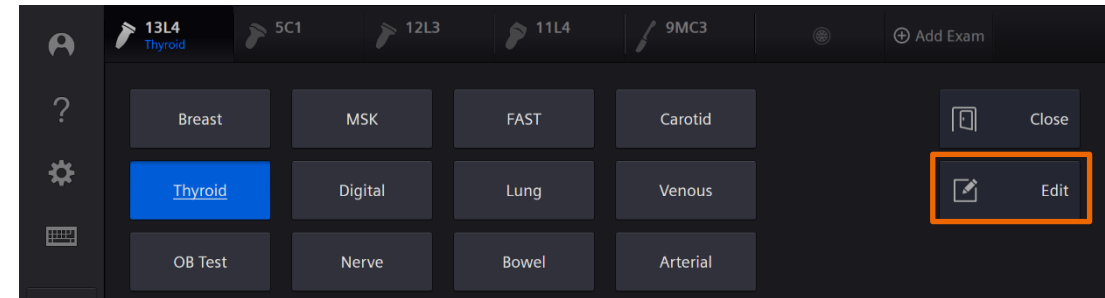 13L4
Thyroid
5C1
12L3
11L4
9MC3
Add Exam
?
Breast MSK FAST Carotid Close
Thyroid Digital Lung Venous Edit
OB Test Nerve Bowel Arterial